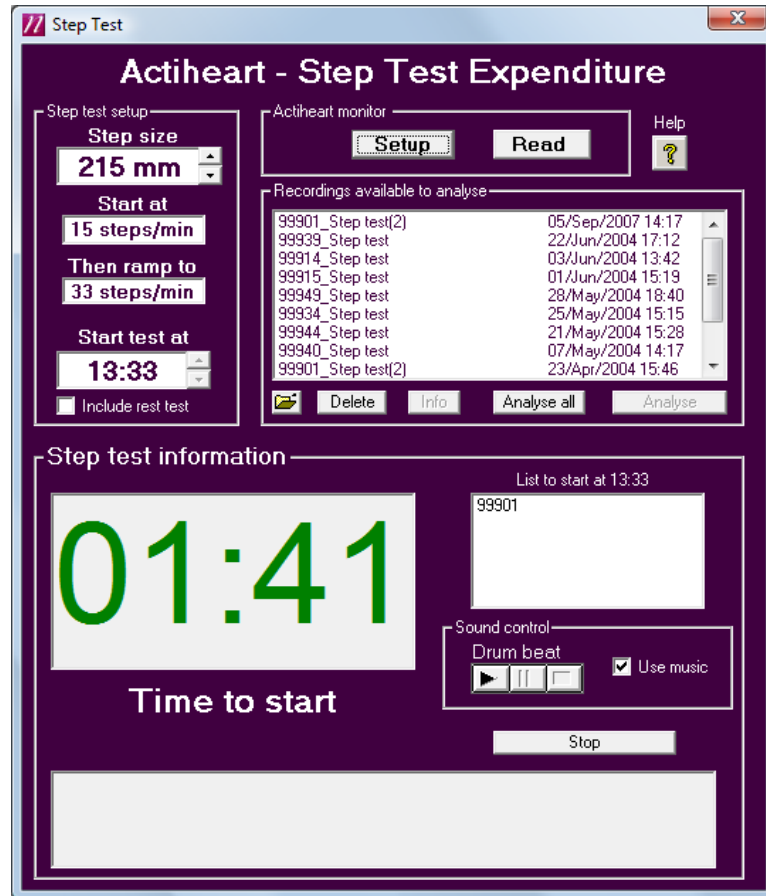 Step Test
Actiheart - Step Test Expenditure
Step test setup
Step size
215 mm
Start at
15 steps/min
Then ramp to
33 steps/min
Start test at
13:33
Include rest test
Actiheart monitor
Setup
Read
Help
?
Recordings available to analyse
99901_Step test(2) 05/Sep/2007 14:17
99939_Step test 22/Jun/2004 17:12
99914_Step test 03/Jun/2004 13:42
99915_Step test 01/Jun/2004 15:19
99949_Step test 28/May/2004 18:40
99934_Step test 25/May/2004 15:15
99944_Step test 21/May/2004 15:28
99940_Step test 07/May/2004 14:17
99901_Step test(2) 23/Apr/2004 15:46
Delete
Info
Analyse all
Analyse
Step test information
01:41
Time to start
List to start at 13:33
99901
Sound control
Drum beat
Use music
Stop